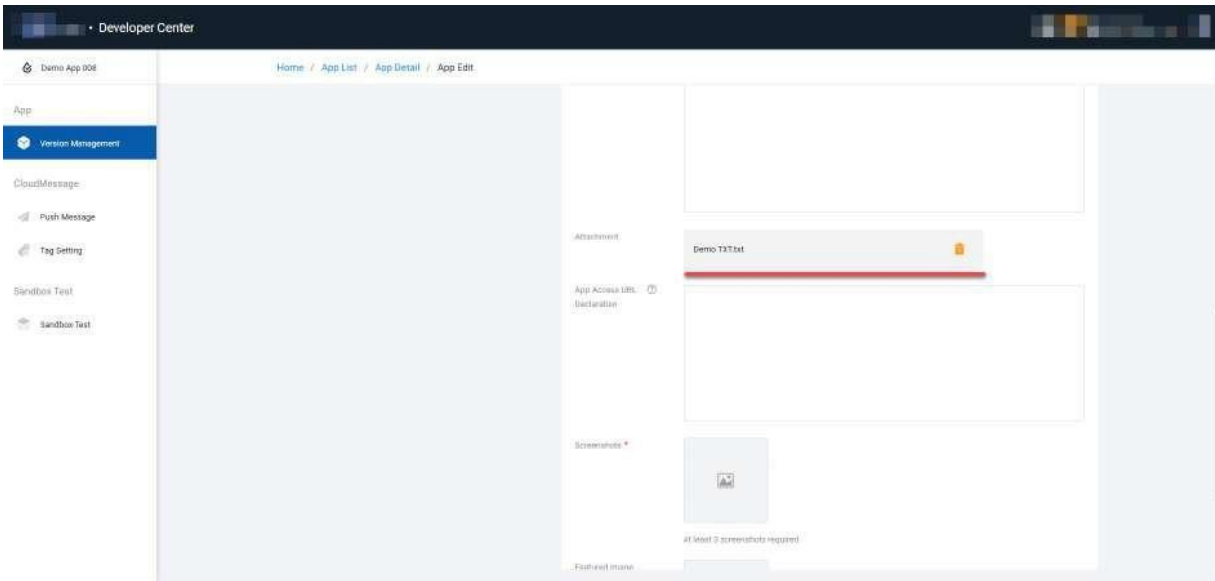 • Developer Center
Demo App 008
Home / App List / App Detail / App Edit
App
Version Management
CloudMessage
Push Message
Tag Setting
Sandbox Test
Sandbox Test
Attachment
Demo TXT.txt
App Access URL
Declaration
Screenshots *
At least 3 screenshots required
Featured Image